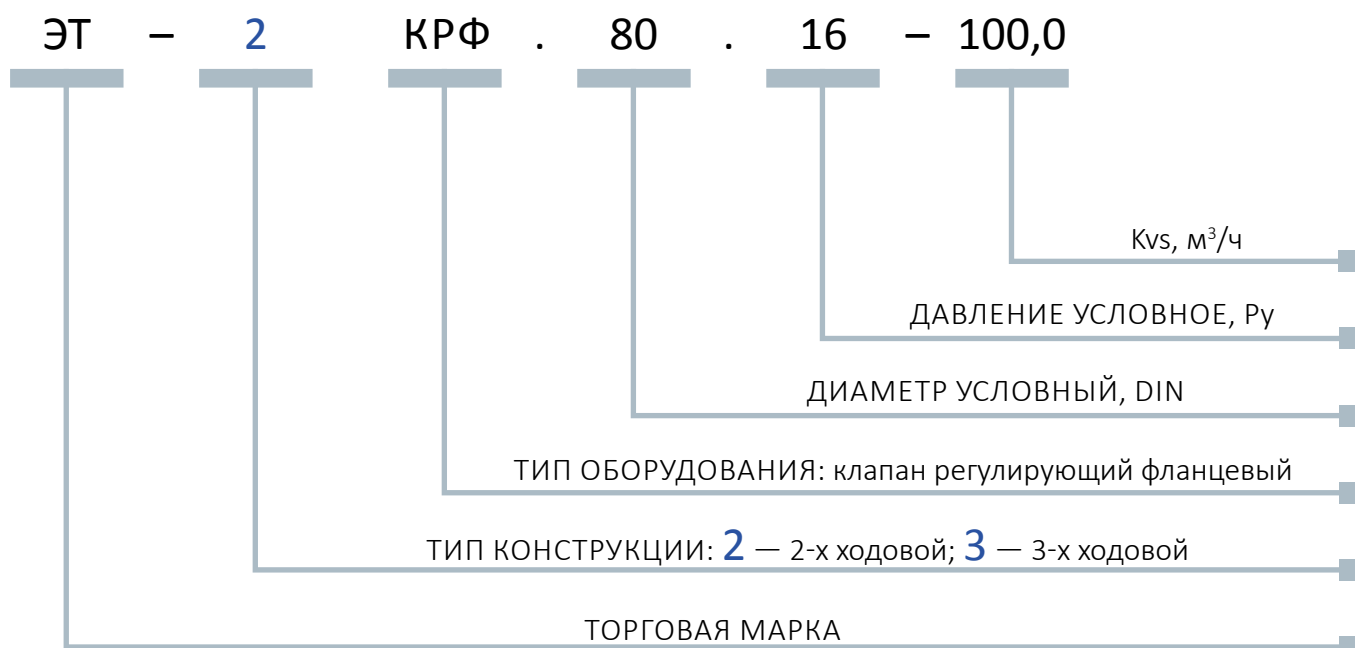 ЭТ – 2 КРФ . 80 . 16 – 100,0
Kvs, м³/ч
ДАВЛЕНИЕ УСЛОВНОЕ, Ру
ДИАМЕТР УСЛОВНЫЙ, DIN
ТИП ОБОРУДОВАНИЯ: клапан регулирующий фланцевый
ТИП КОНСТРУКЦИИ: 2 — 2-х ходовой; 3 — 3-х ходовой
ТОРГОВАЯ МАРКА